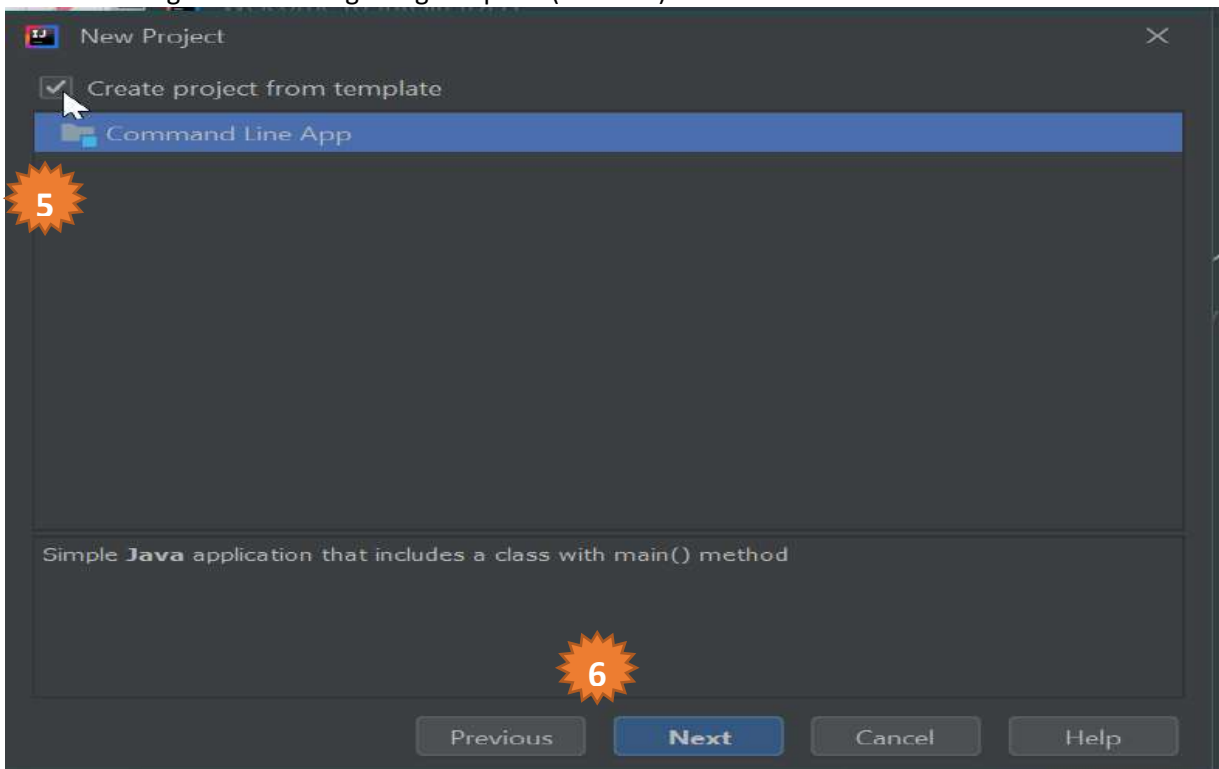 New Project
Create project from template
Command Line App
5
Simple Java application that includes a class with main() method
6
Previous Next Cancel Help